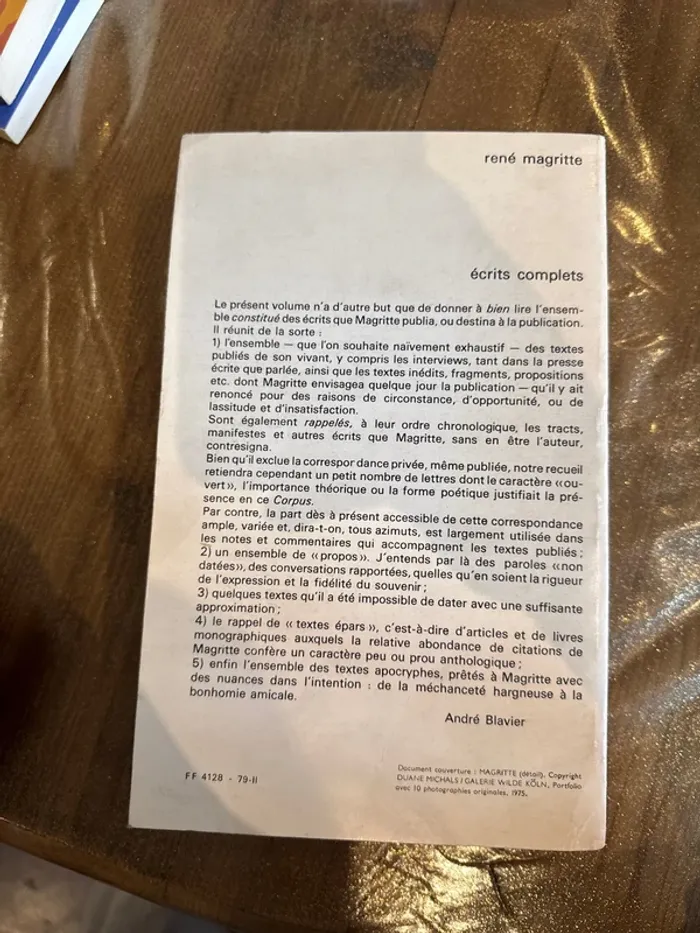 rené magritte
écrits complets
Le présent volume n'a d'autre but que de donner à bien lire l'ensem-
ble constitué des écrits que Magritte publia, ou destina à la publication.
Il réunit de la sorte :
1) l'ensemble — que l'on souhaite naïvement exhaustif — des textes
publiés de son vivant, y compris les interviews, tant dans la presse
écrite que parlée, ainsi que les textes inédits, fragments, propositions
etc. dont Magritte envisagea quelque jour la publication — qu'il y ait
renoncé pour des raisons de circonstance, d'opportunité, ou de
lassitude et d'insatisfaction.
Sont également rappelés, à leur ordre chronologique, les tracts,
manifestes et autres écrits que Magritte, sans en être l'auteur,
contresigna.
Bien qu'il exclue la correspor dance privée, même publiée, notre recueil
retiendra cependant un petit nombre de lettres dont le caractère «ou-
vert», l'importance théorique ou la forme poétique justifiait la pré-
sence en ce Corpus.
Par contre, la part dès à présent accessible de cette correspondance
ample, variée et, dira-t-on, tous azimuts, est largement utilisée dans
les notes et commentaires qui accompagnent les textes publiés ;
2) un ensemble de «propos». J'entends par là des paroles «non
datées», des conversations rapportées, quelles qu'en soient la rigueur
de l'expression et la fidélité du souvenir ;
3) quelques textes qu'il a été impossible de dater avec une suffisante
approximation ;
4) le rappel de « textes épars », c'est-à-dire d'articles et de livres
monographiques auxquels la relative abondance de citations de
Magritte confère un caractère peu ou prou anthologique ;
5) enfin l'ensemble des textes apocryphes, prêtés à Magritte avec
des nuances dans l'intention : de la méchanceté hargneuse à la
bonhomie amicale.
André Blavier
FF 4128 - 79-II
Document couverture : MAGRITTE (détail). Copyright
DUANE MICHALS / GALERIE WILDE KÖLN, Portfolio
avec 10 photographies originales, 1975.